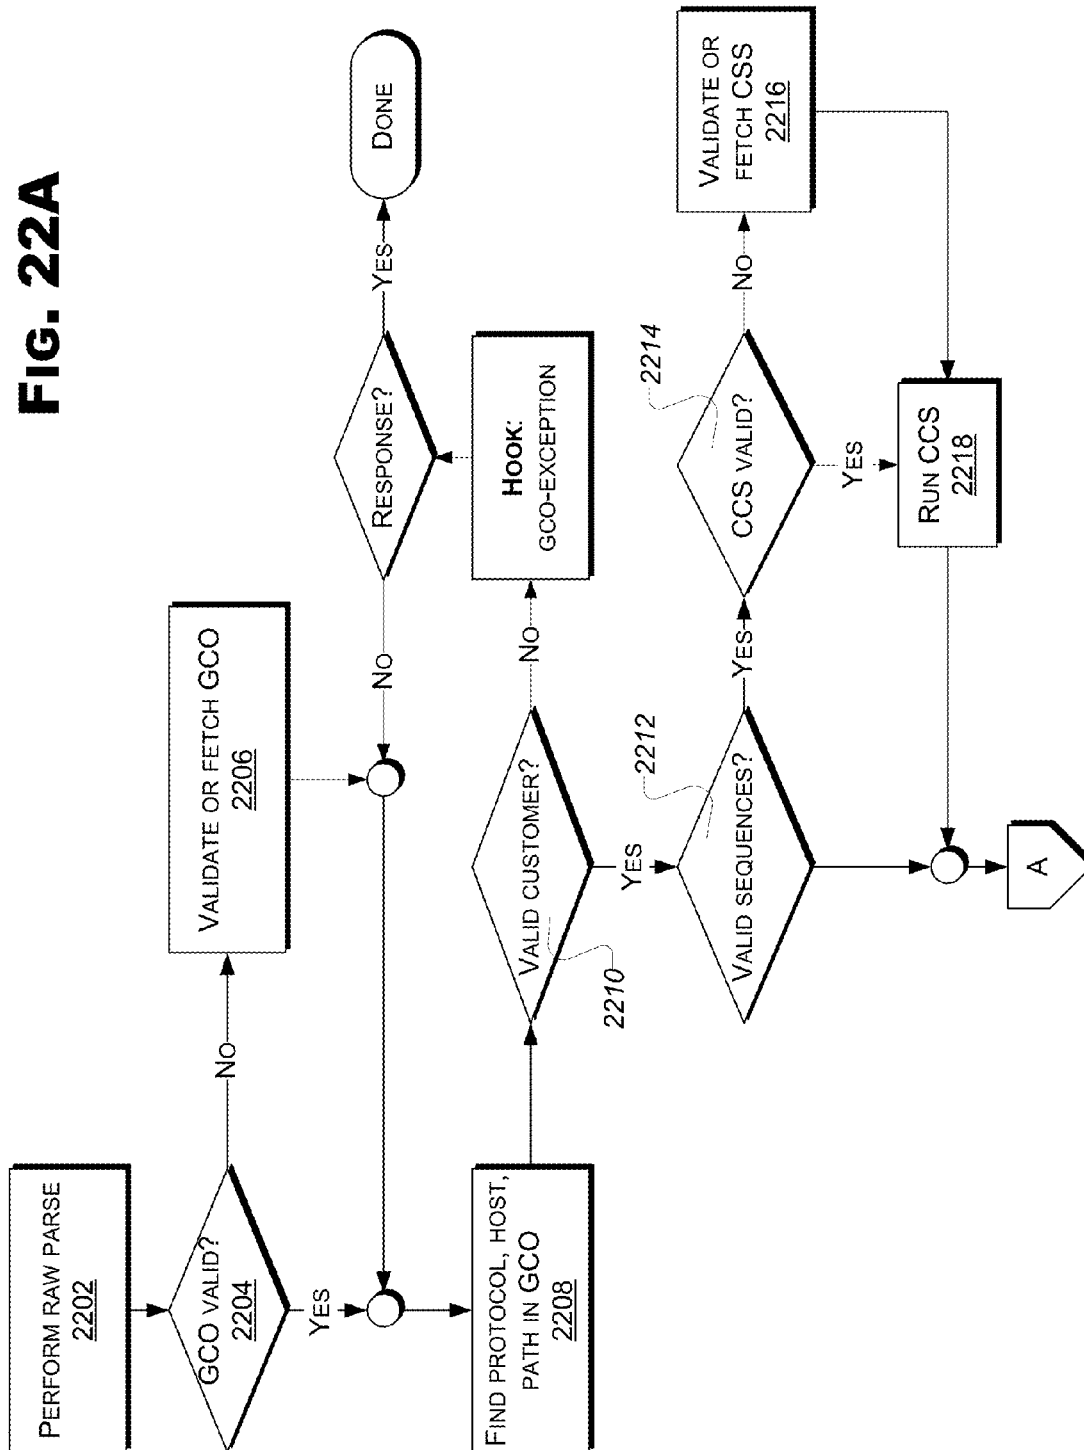 FIG. 22A
PERFORM RAW PARSE
2202
GCO VALID?
2204
NO
VALIDATE OR FETCH GCO
2206
YES
FIND PROTOCOL, HOST,
PATH IN GCO
2208
VALID CUSTOMER?
2210
NO
HOOK:
GCO-EXCEPTION
RESPONSE?
YES
DONE
NO
YES
VALID SEQUENCES?
2212
YES
CCS VALID?
2214
NO
VALIDATE OR
FETCH CSS
2216
YES
RUN CCS
2218
A